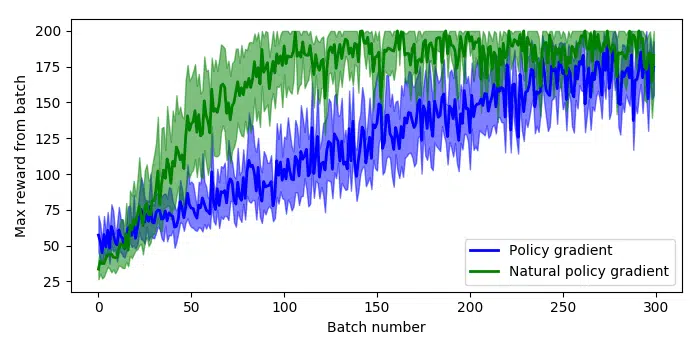 200
175
150
125
100
75
50
25
Max reward from batch
0 50 100 150 200 250 300
Batch number
Policy gradient
Natural policy gradient